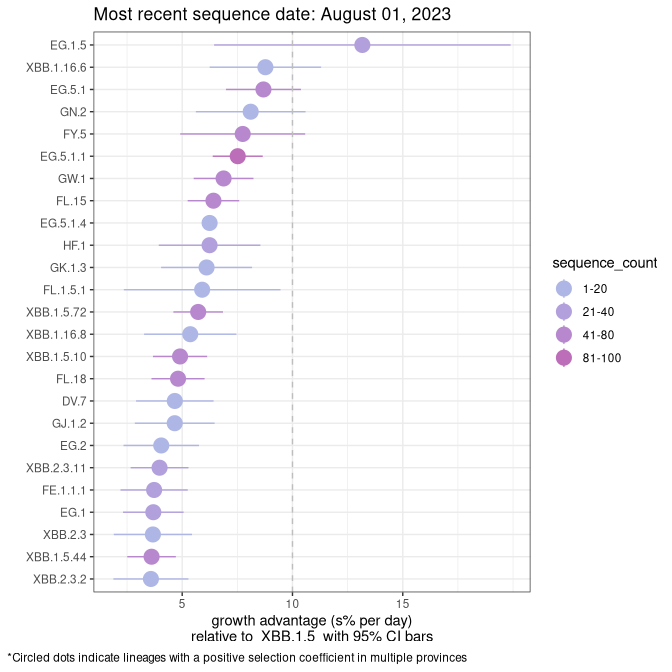 Most recent sequence date: August 01, 2023
EG.1.5
XBB.1.16.6
EG.5.1
GN.2
FY.5
EG.5.1.1
GW.1
FL.15
EG.5.1.4
HF.1
GK.1.3
FL.1.5.1
XBB.1.5.72
XBB.1.16.8
XBB.1.5.10
FL.18
DV.7
GJ.1.2
EG.2
XBB.2.3.11
FE.1.1.1
EG.1
XBB.2.3
XBB.1.5.44
XBB.2.3.2
5 10 15
growth advantage (s% per day)
relative to XBB.1.5 with 95% CI bars
sequence_count
1-20
21-40
41-80
81-100
*Circled dots indicate lineages with a positive selection coefficient in multiple provinces